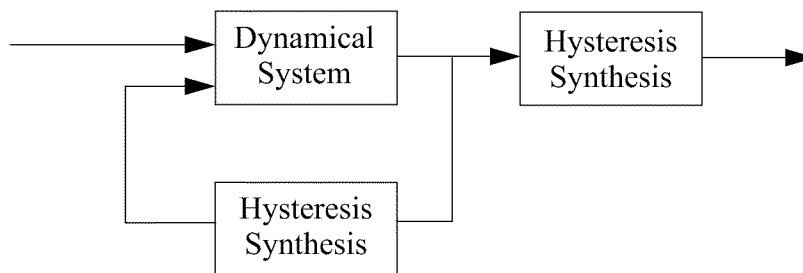 Dynamical
System
Hysteresis
Synthesis
Hysteresis
Synthesis